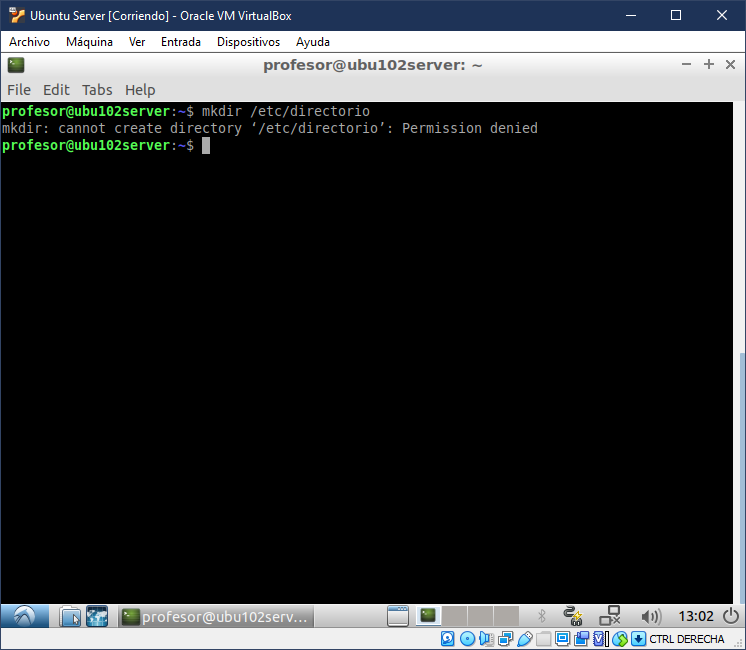 Ubuntu Server [Corriendo] - Oracle VM VirtualBox
Archivo Máquina Ver Entrada Dispositivos Ayuda
profesor@ubu102server: ~
File Edit Tabs Help
profesor@ubu102server:~$ mkdir /etc/directorio
mkdir: cannot create directory ‘/etc/directorio’: Permission denied
profesor@ubu102server:~$
profesor@ubu102serv... 13:02
CTRL DERECHA